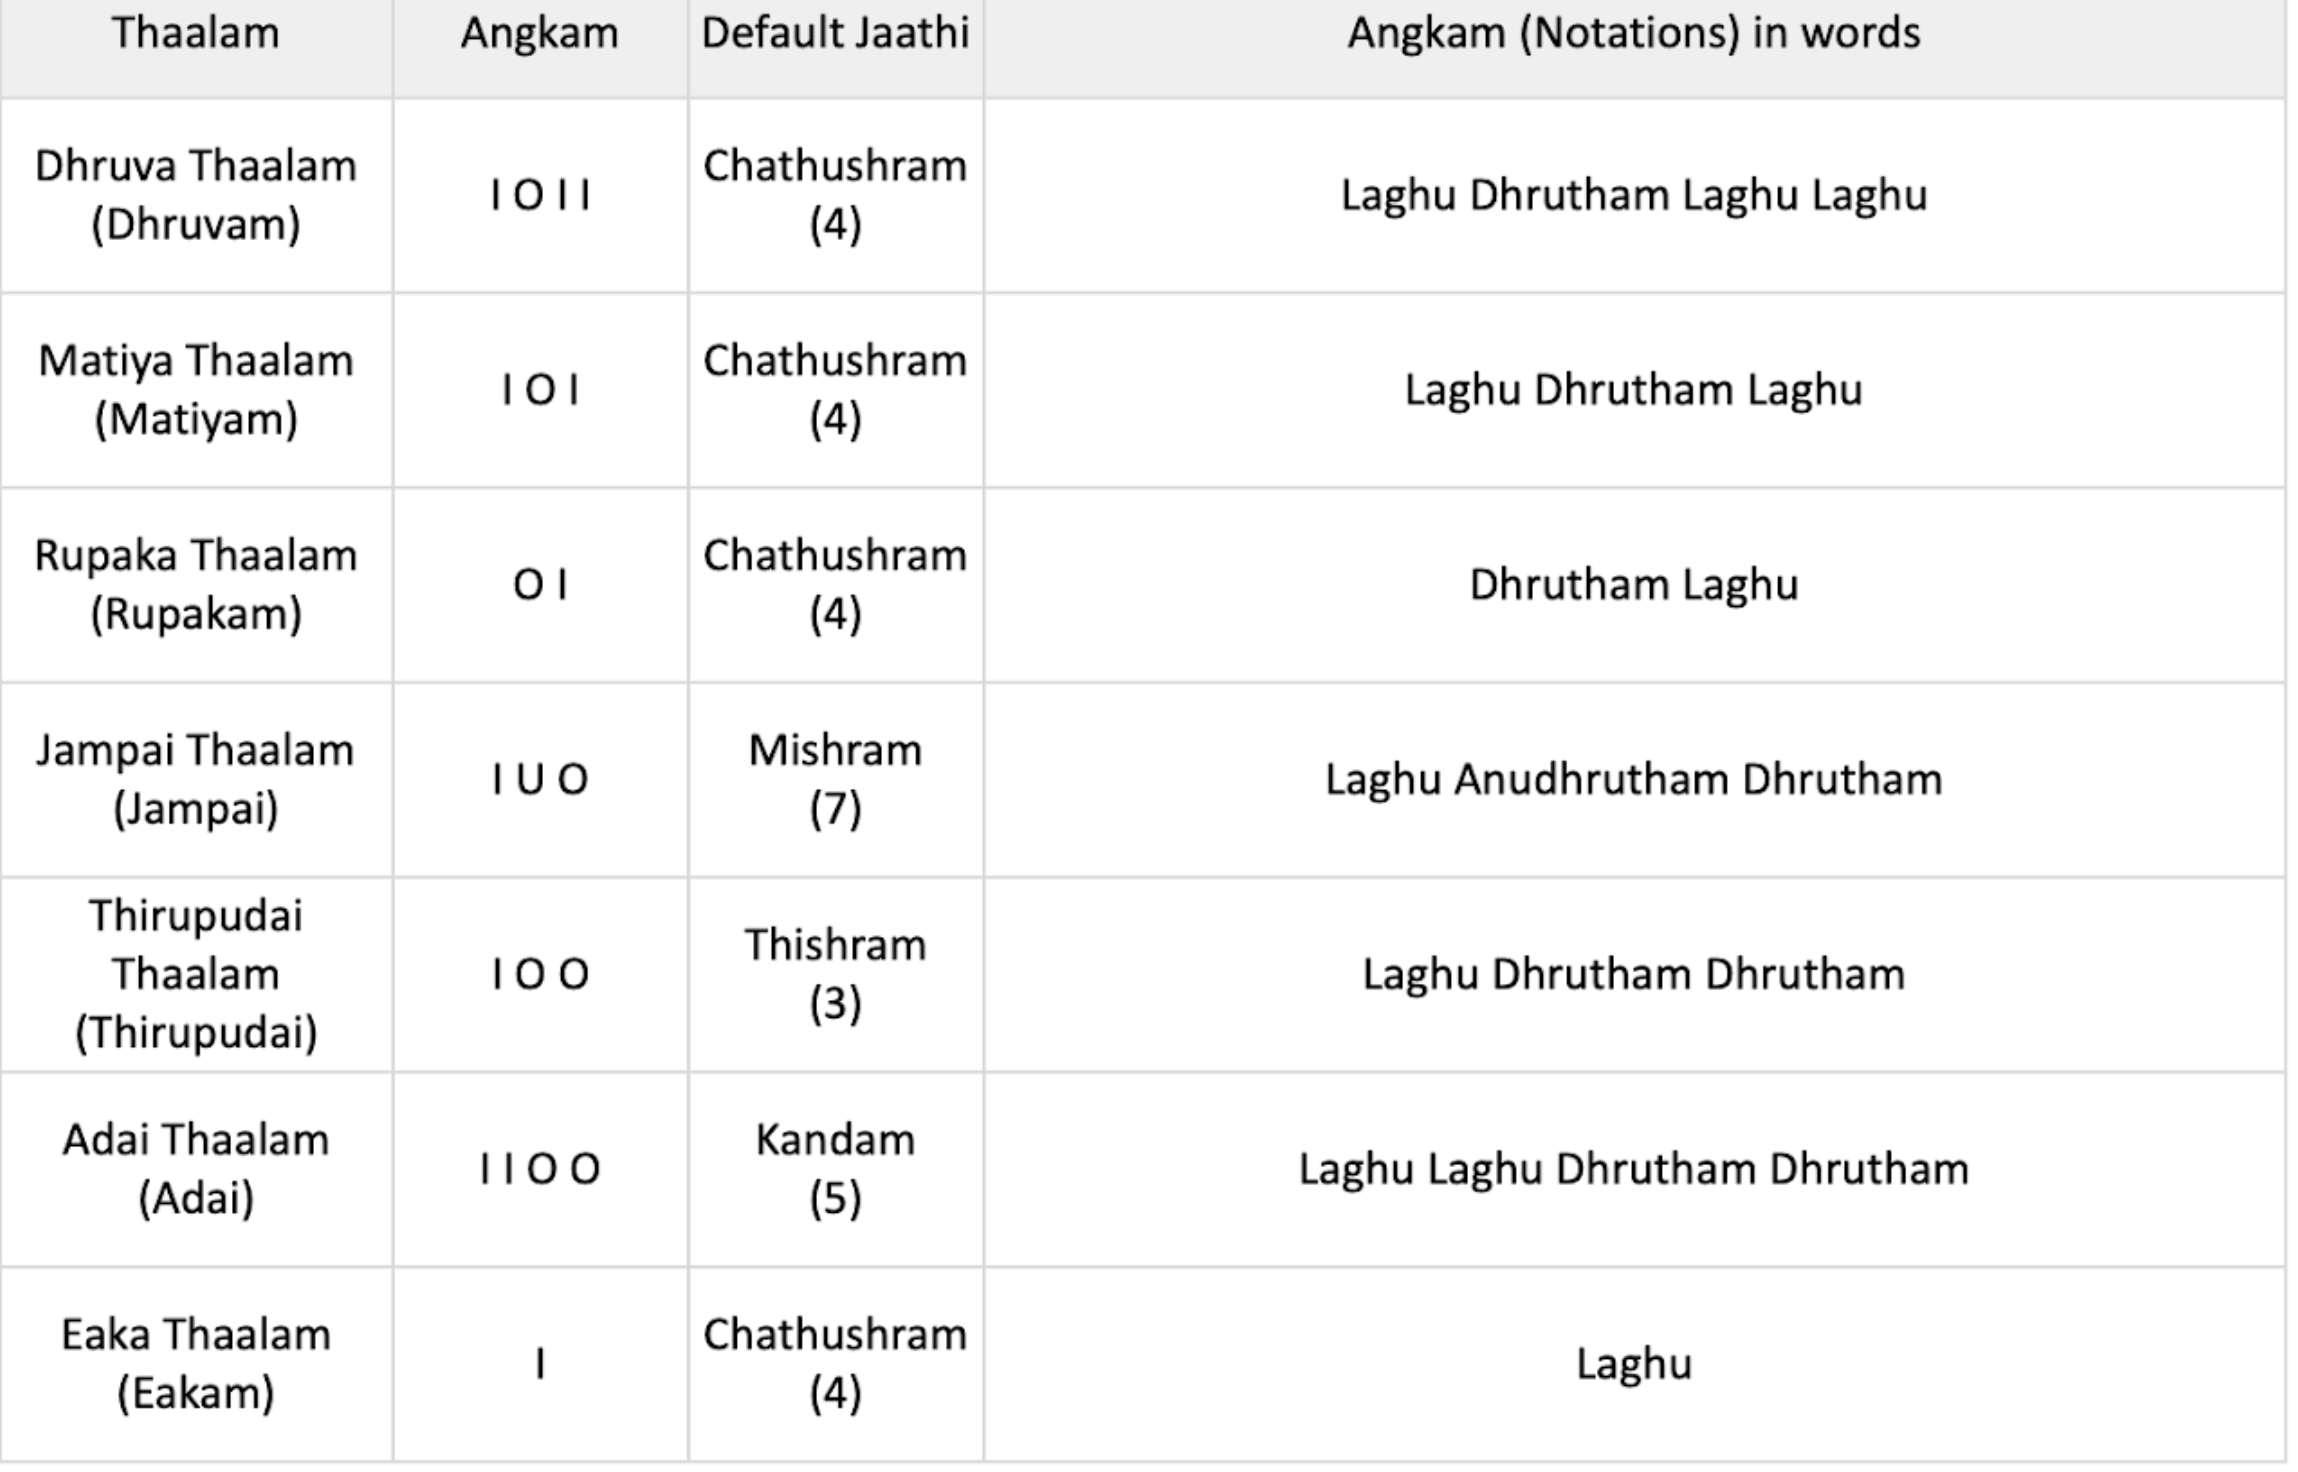 Thaalam Angkam Default Jaathi Angkam (Notations) in words
Dhruva Thaalam
(Dhruvam)
I O I I
Chathushram
(4)
Laghu Dhrutham Laghu Laghu
Matiya Thaalam
(Matiyam)
I O I
Chathushram
(4)
Laghu Dhrutham Laghu
Rupaka Thaalam
(Rupakam)
O I
Chathushram
(4)
Dhrutham Laghu
Jampai Thaalam
(Jampai)
I U O
Mishram
(7)
Laghu Anudhrutham Dhrutham
Thirupudai
Thaalam
(Thirupudai)
I O O
Thishram
(3)
Laghu Dhrutham Dhrutham
Adai Thaalam
(Adai)
I I O O
Kandam
(5)
Laghu Laghu Dhrutham Dhrutham
Eaka Thaalam
(Eakam)
I
Chathushram
(4)
Laghu